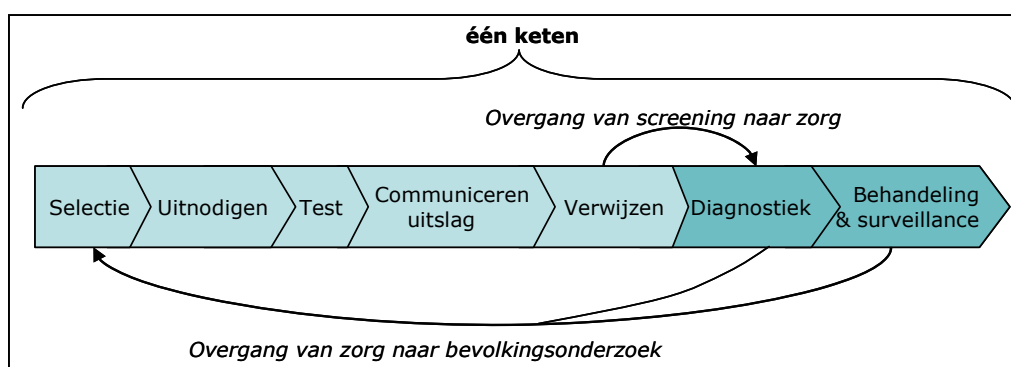 één keten
Overgang van screening naar zorg
Selectie
Uitnodigen
Test
Communiceren
uitslag
Verwijzen
Diagnostiek
Behandeling
& surveillance
Overgang van zorg naar bevolkingsonderzoek